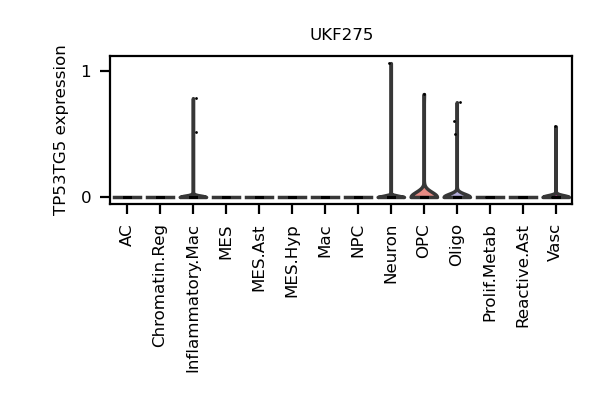 UKF275
TP53TG5 expression
1
0
AC
Chromatin.Reg
Inflammatory.Mac
MES
MES.Ast
MES.Hyp
Mac
NPC
Neuron
OPC
Oligo
Prolif.Metab
Reactive.Ast
Vasc